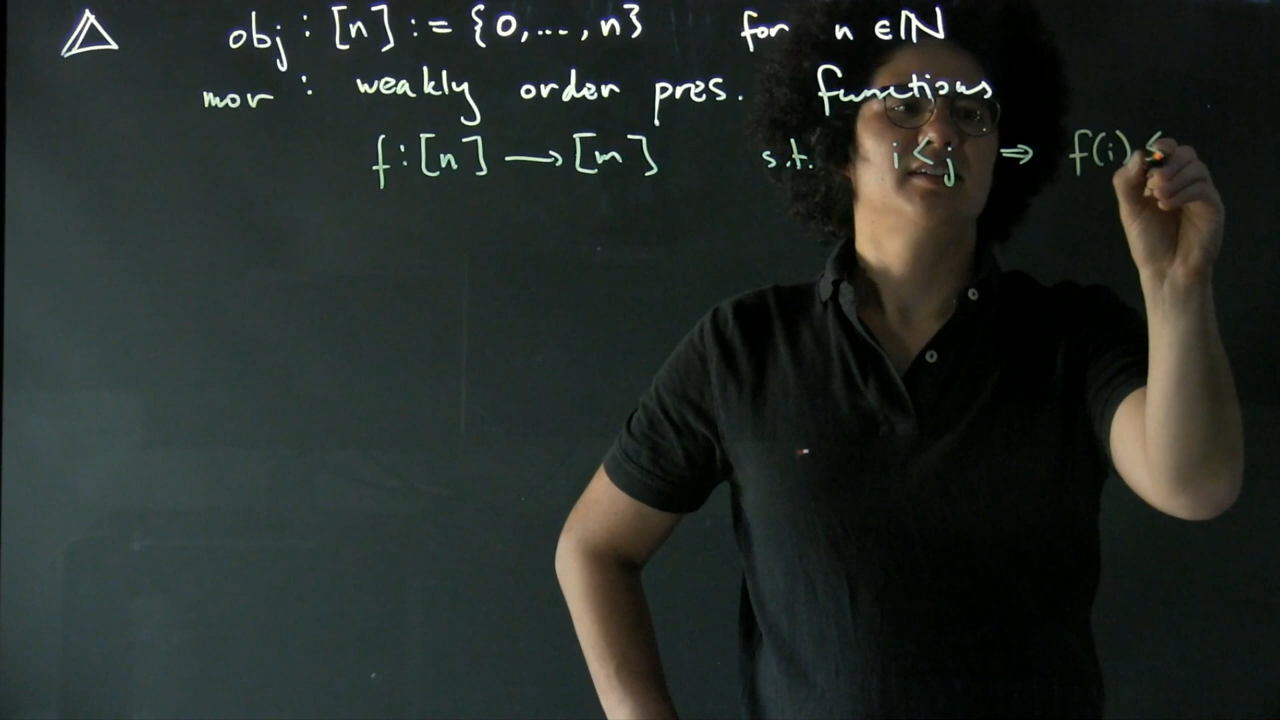 𝚫 obj : [n] := {0,...,n} for n ∈ ℕ
mor : weakly order pres. functions
f : [n] ⟶ [m] s.t. i < j ⇒ f(i) ≤